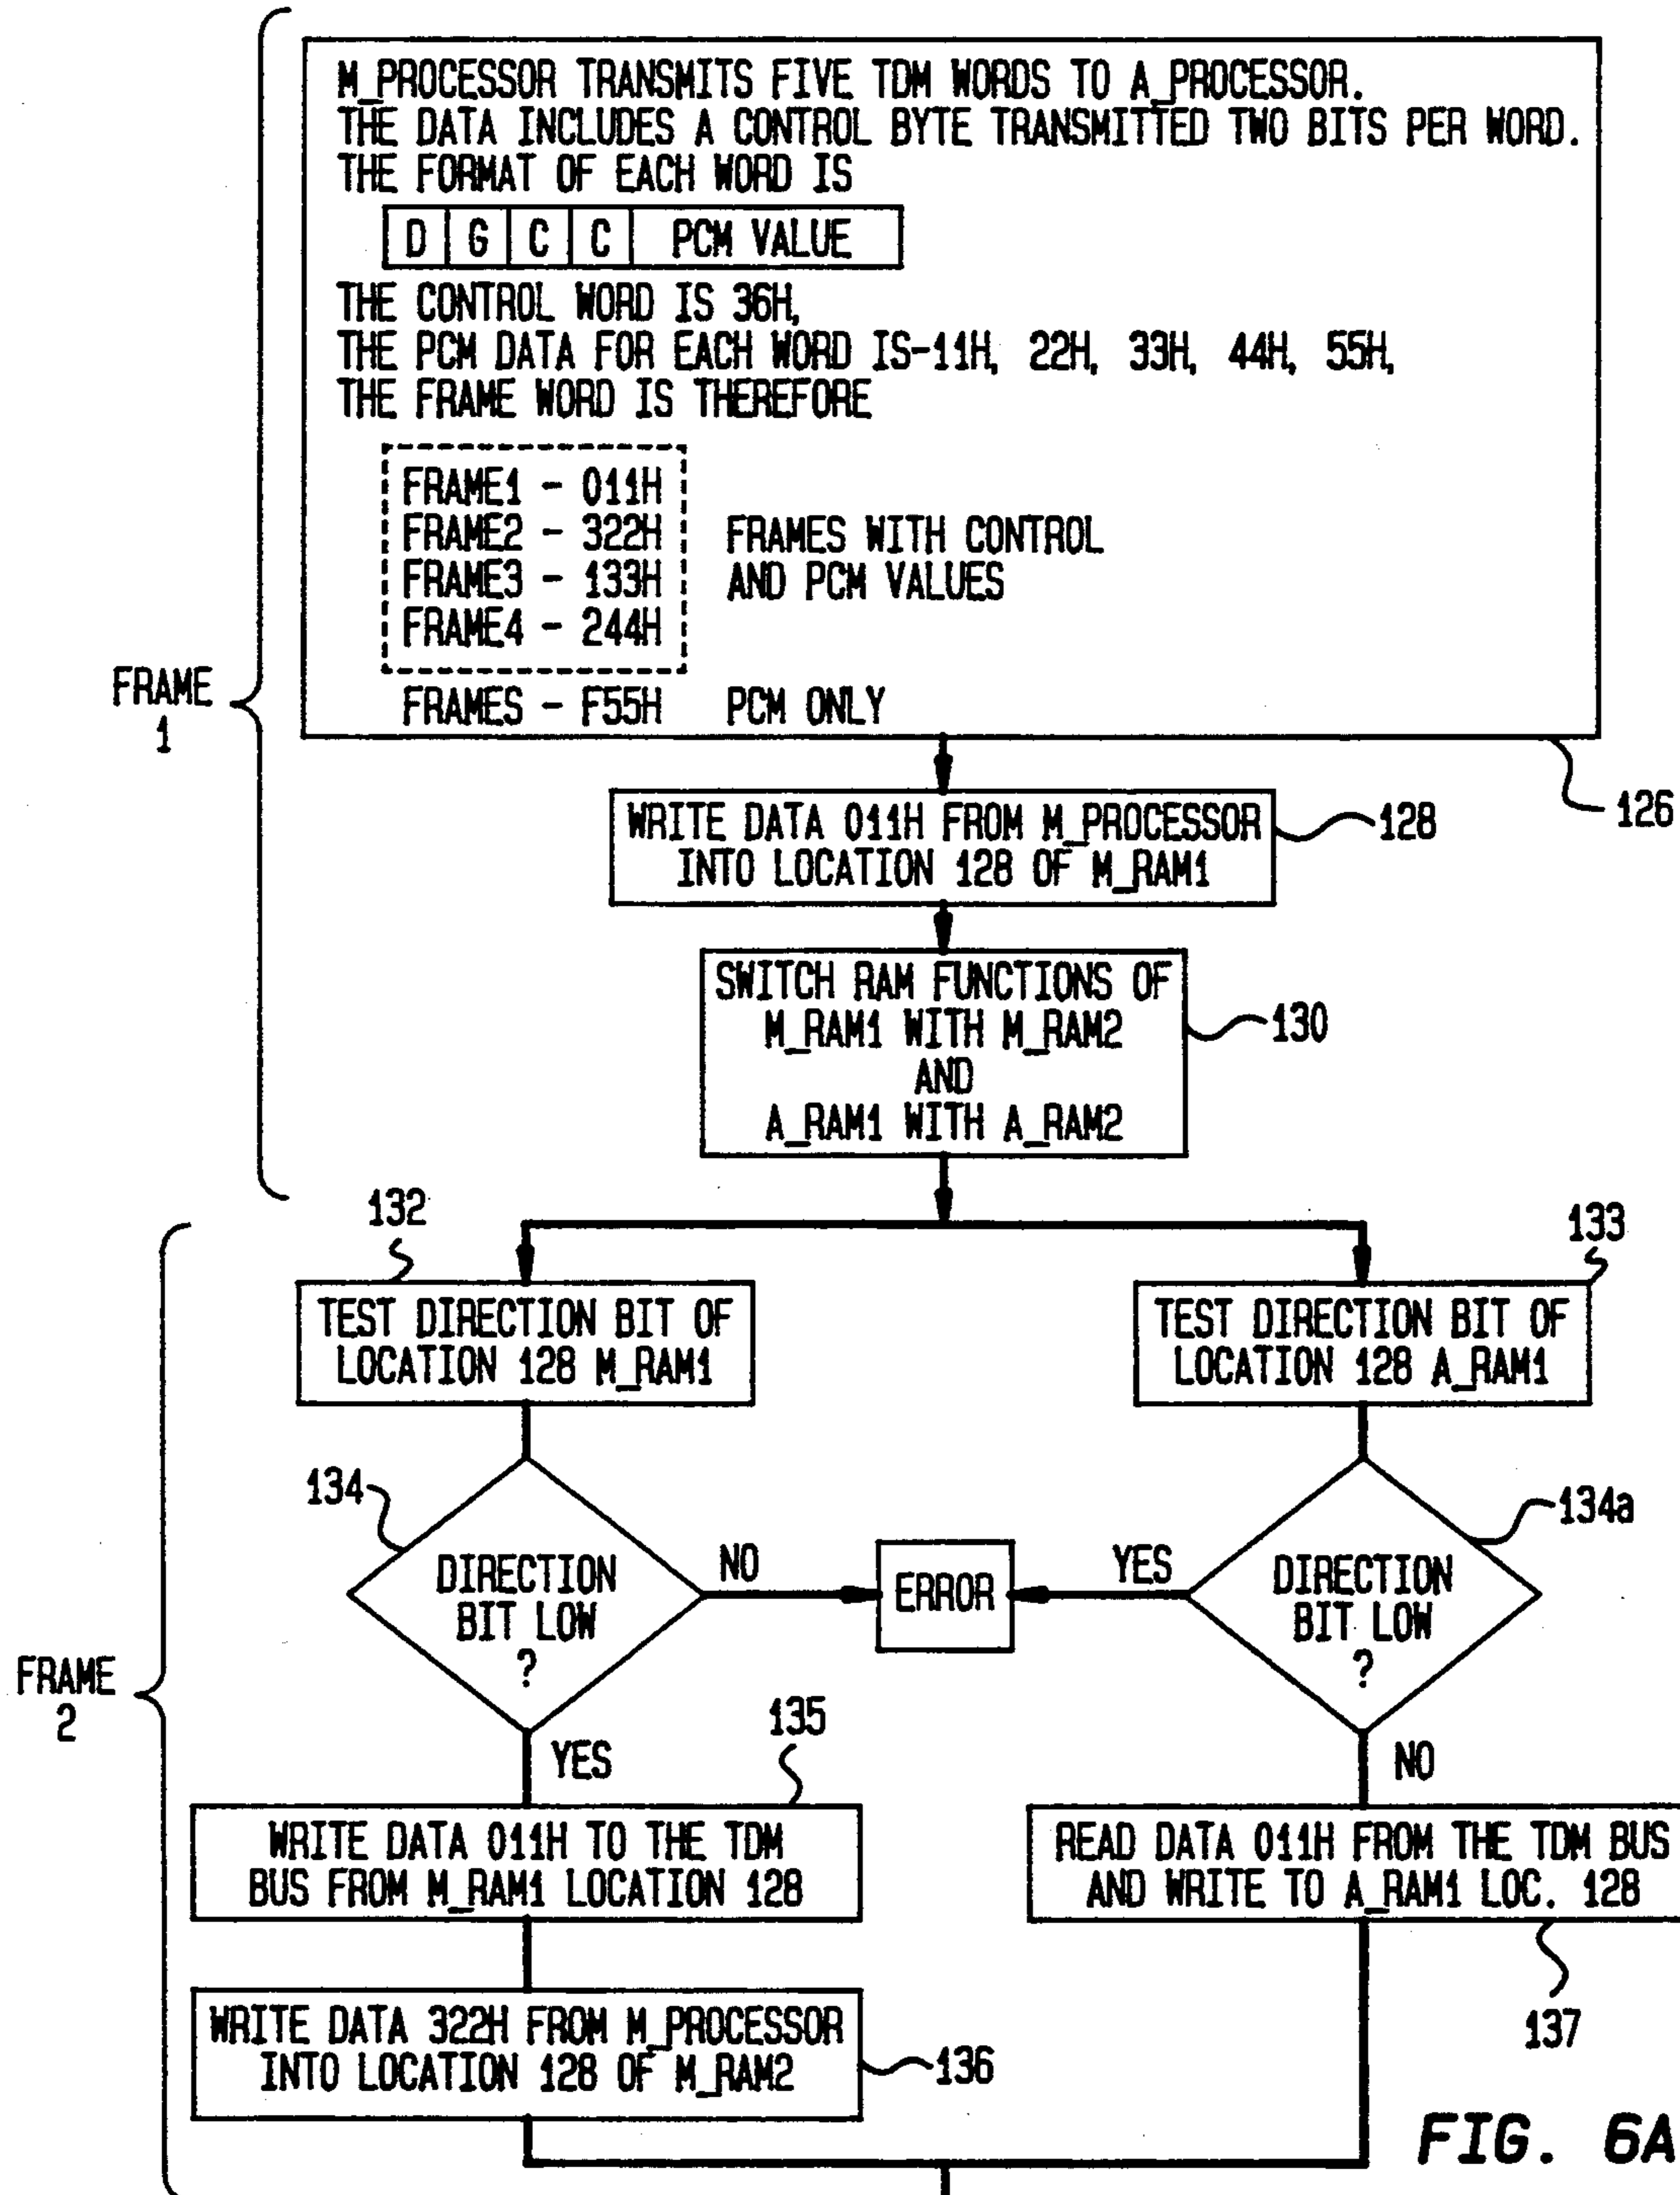 M_PROCESSOR TRANSMITS FIVE TDM WORDS TO A_PROCESSOR.
THE DATA INCLUDES A CONTROL BYTE TRANSMITTED TWO BITS PER WORD.
THE FORMAT OF EACH WORD IS
D G C C PCM VALUE
THE CONTROL WORD IS 36H,
THE PCM DATA FOR EACH WORD IS-11H, 22H, 33H, 44H, 55H,
THE FRAME WORD IS THEREFORE
FRAME1 - 011H
FRAME2 - 322H
FRAME3 - 133H
FRAME4 - 244H
FRAMES WITH CONTROL
AND PCM VALUES
FRAMES - F55H PCM ONLY
FRAME
1
126
WRITE DATA 011H FROM M_PROCESSOR
INTO LOCATION 128 OF M_RAM1
128
SWITCH RAM FUNCTIONS OF
M_RAM1 WITH M_RAM2
AND
A_RAM1 WITH A_RAM2
130
132
133
TEST DIRECTION BIT OF
LOCATION 128 M_RAM1
TEST DIRECTION BIT OF
LOCATION 128 A_RAM1
134
DIRECTION
BIT LOW
?
NO
ERROR
YES
DIRECTION
BIT LOW
?
134a
FRAME
2
YES
135
NO
WRITE DATA 011H TO THE TDM
BUS FROM M_RAM1 LOCATION 128
READ DATA 011H FROM THE TDM BUS
AND WRITE TO A_RAM1 LOC. 128
137
WRITE DATA 322H FROM M_PROCESSOR
INTO LOCATION 128 OF M_RAM2
136
FIG. 6A